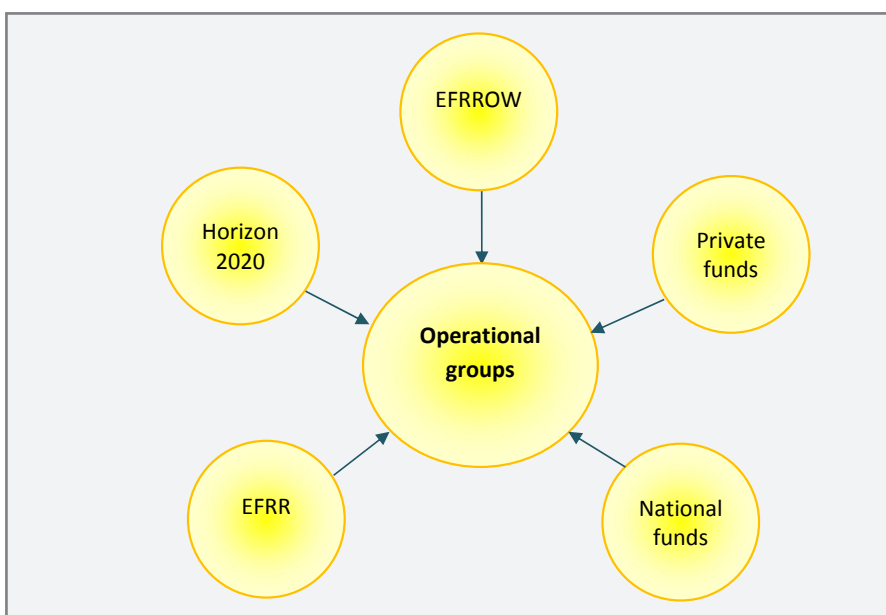 EFRROW
Horizon
2020
Private
funds
Operational
groups
EFRR
National
funds